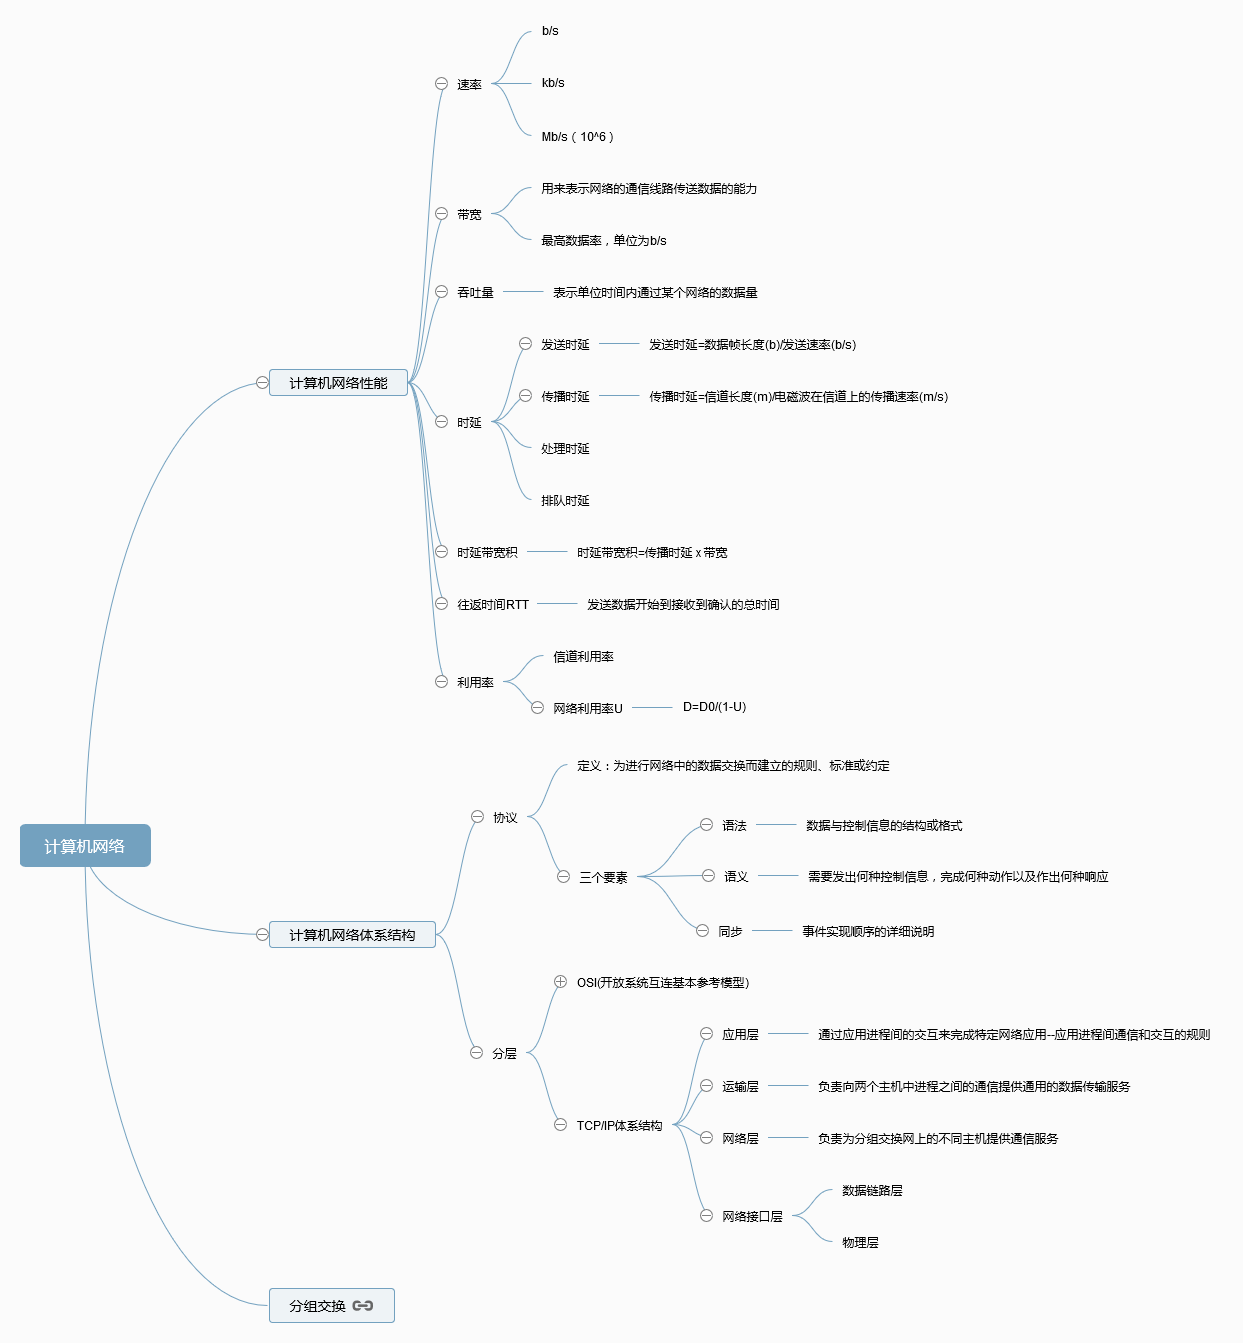 计算机网络
计算机网络性能
速率
b/s
kb/s
Mb/s（10^6）
带宽
用来表示网络的通信线路传送数据的能力
最高数据率，单位为b/s
吞吐量
表示单位时间内通过某个网络的数据量
时延
发送时延
发送时延=数据帧长度(b)/发送速率(b/s)
传播时延
传播时延=信道长度(m)/电磁波在信道上的传播速率(m/s)
处理时延
排队时延
时延带宽积
时延带宽积=传播时延 x 带宽
往返时间RTT
发送数据开始到接收到确认的总时间
利用率
信道利用率
网络利用率U
D=D0/(1-U)
计算机网络体系结构
协议
定义：为进行网络中的数据交换而建立的规则、标准或约定
三个要素
语法
数据与控制信息的结构或格式
语义
需要发出何种控制信息，完成何种动作以及作出何种响应
同步
事件实现顺序的详细说明
分层
OSI(开放系统互连基本参考模型)
TCP/IP体系结构
应用层
通过应用进程间的交互来完成特定网络应用--应用进程间通信和交互的规则
运输层
负责向两个主机中进程之间的通信提供通用的数据传输服务
网络层
负责为分组交换网上的不同主机提供通信服务
网络接口层
数据链路层
物理层
分组交换